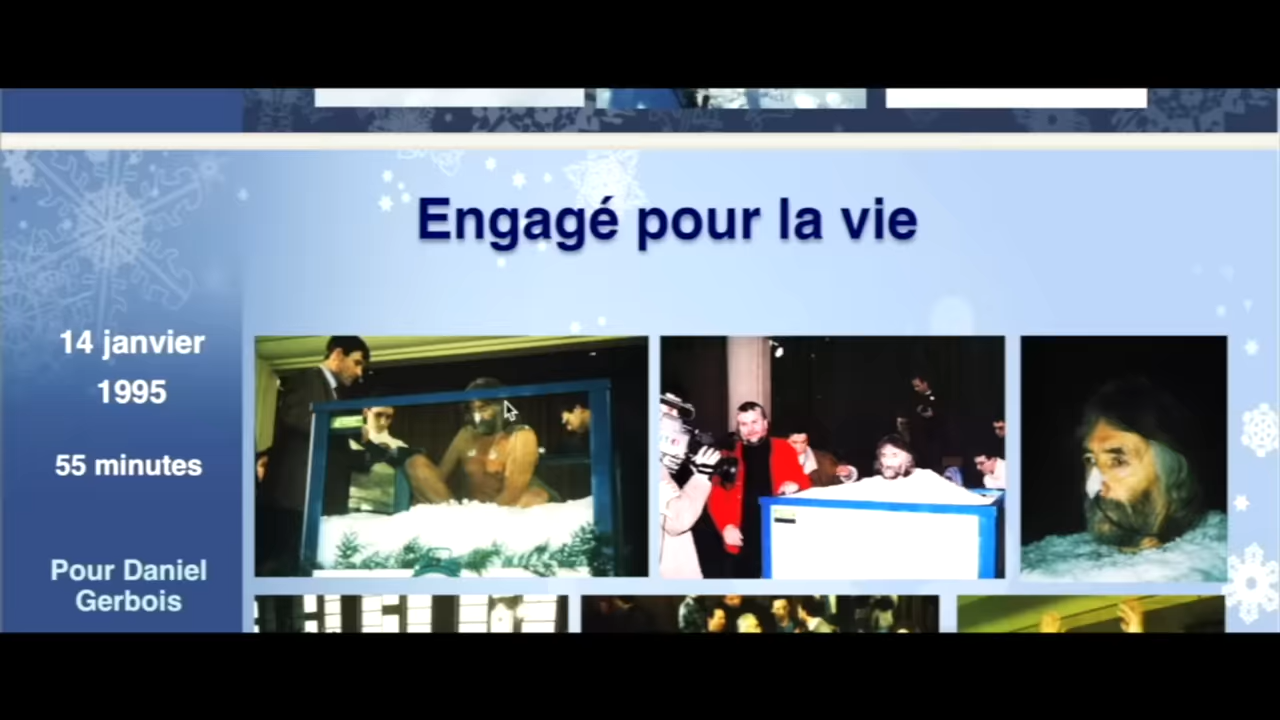 Engagé pour la vie
14 janvier
1995
55 minutes
Pour Daniel
Gerbois